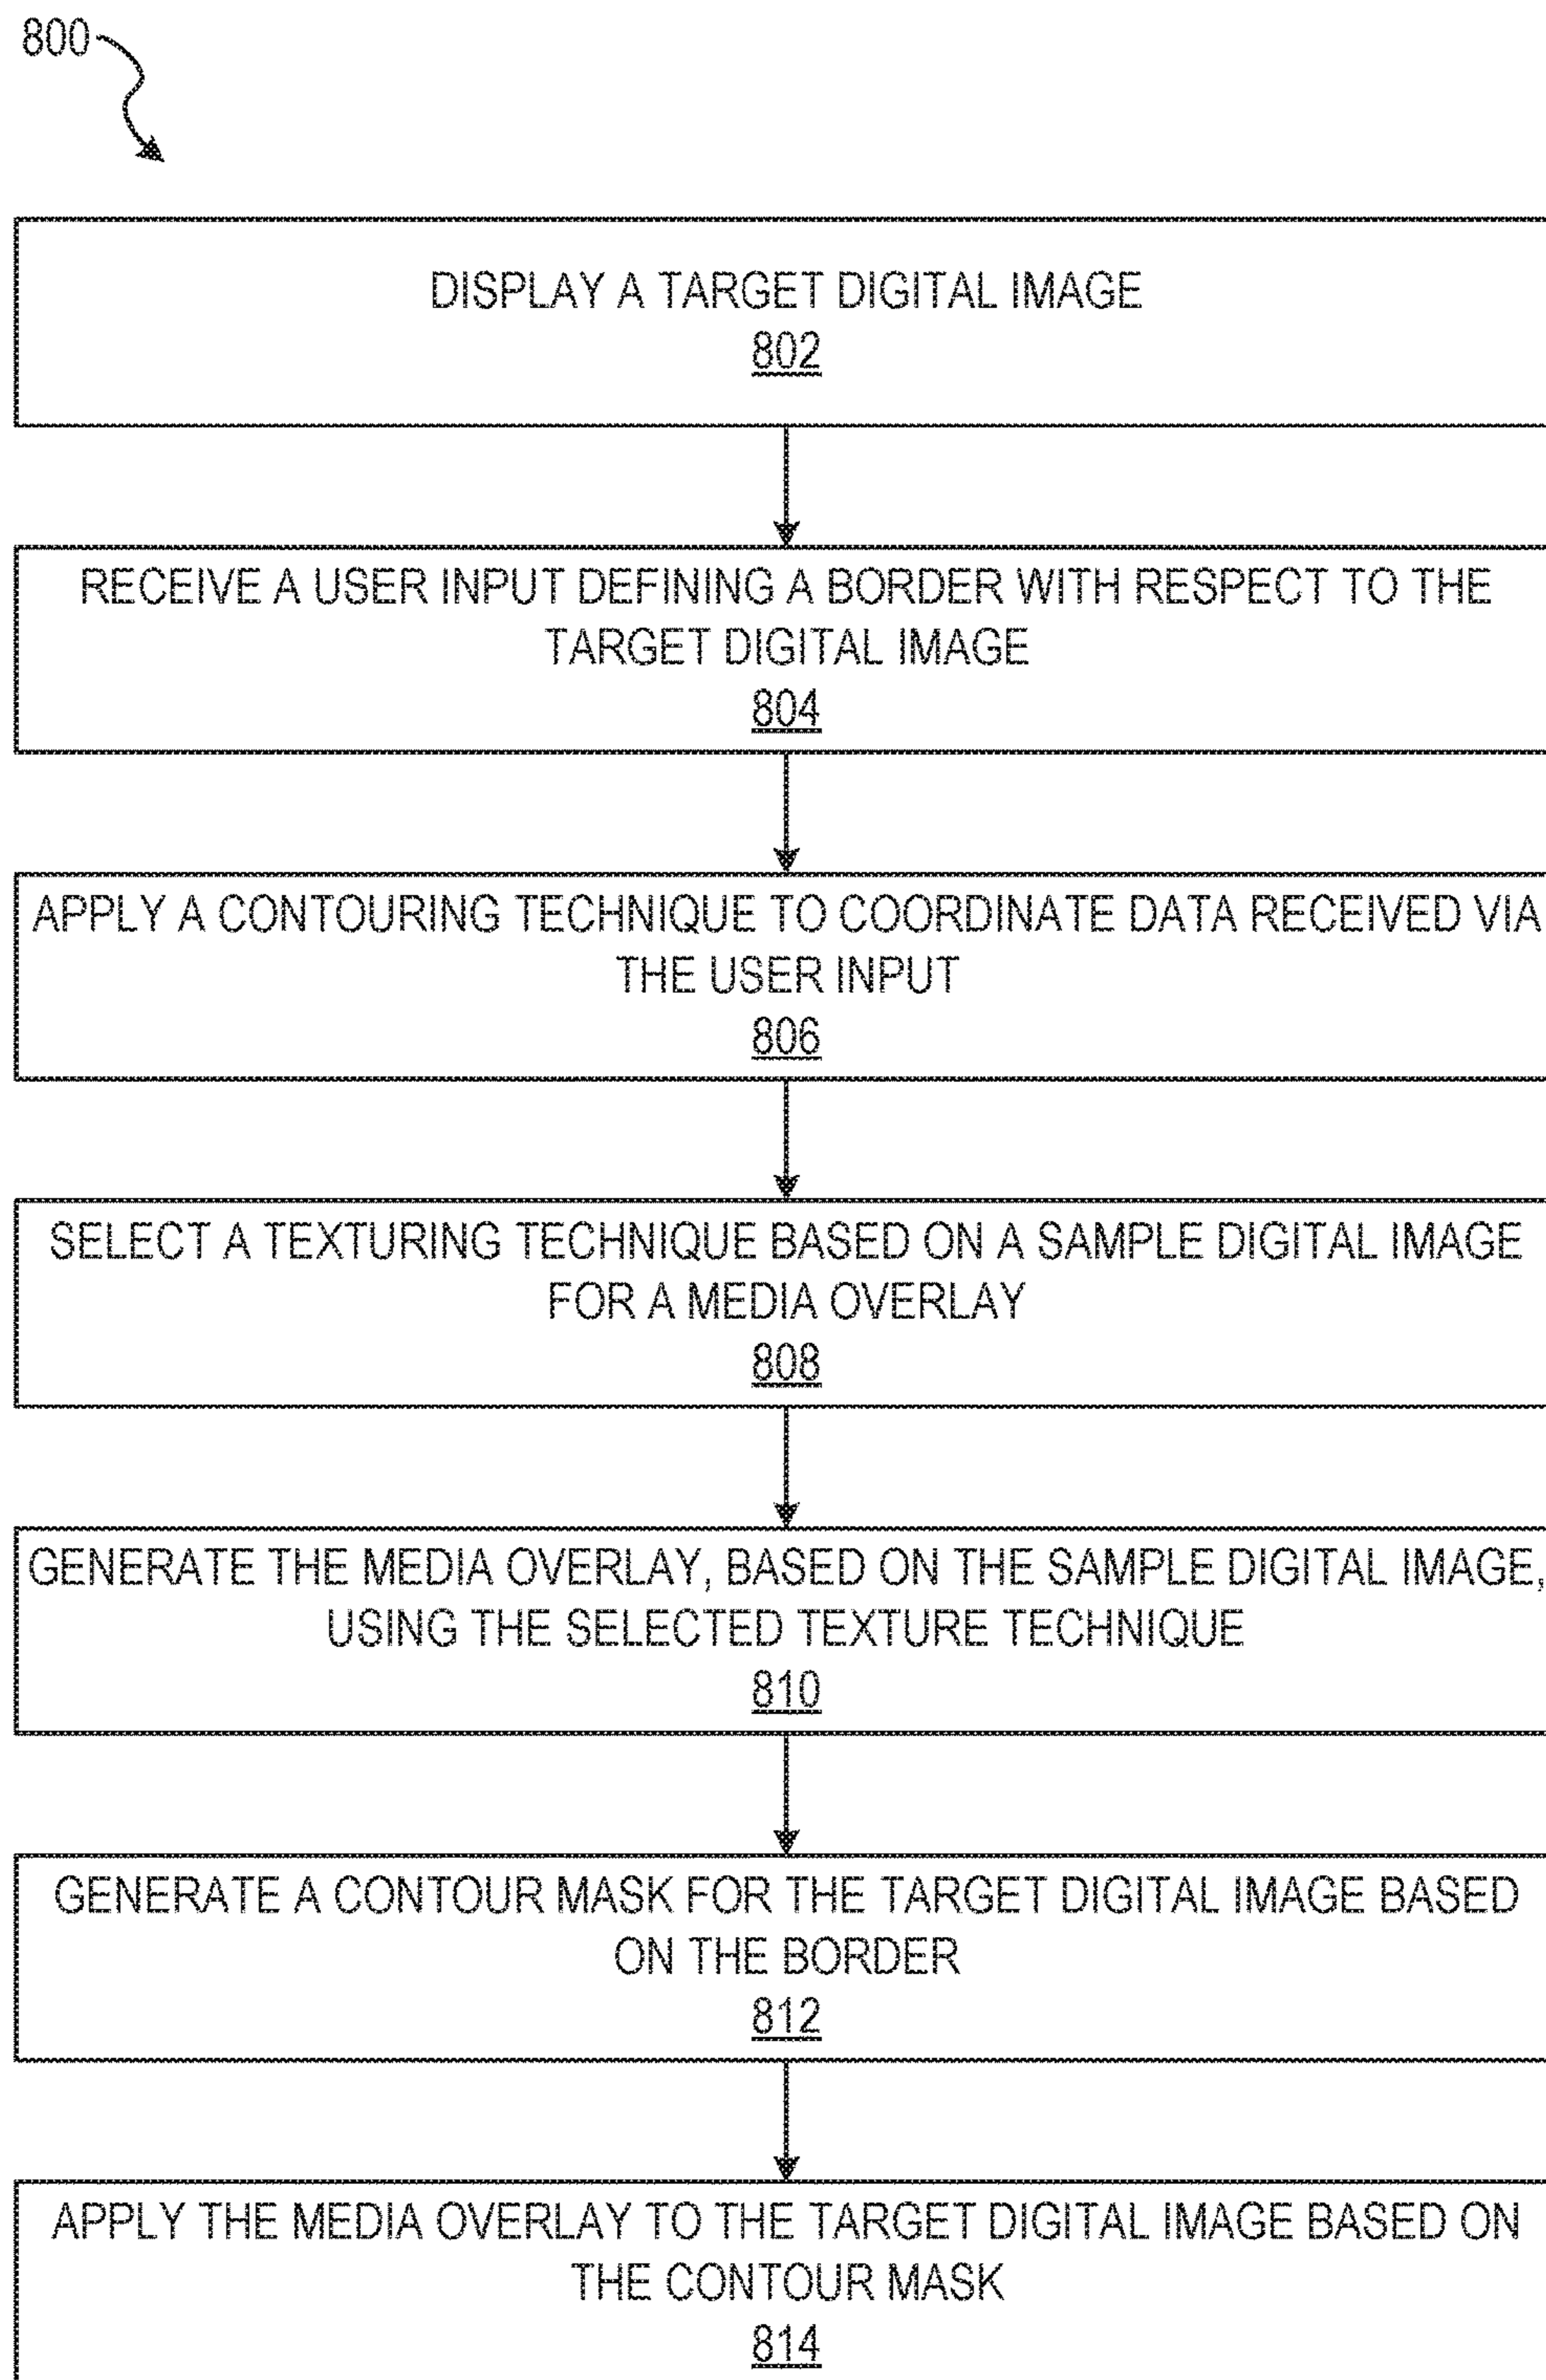 800
DISPLAY A TARGET DIGITAL IMAGE
802
RECEIVE A USER INPUT DEFINING A BORDER WITH RESPECT TO THE
TARGET DIGITAL IMAGE
804
APPLY A CONTOURING TECHNIQUE TO COORDINATE DATA RECEIVED VIA
THE USER INPUT
806
SELECT A TEXTURING TECHNIQUE BASED ON A SAMPLE DIGITAL IMAGE
FOR A MEDIA OVERLAY
808
GENERATE THE MEDIA OVERLAY, BASED ON THE SAMPLE DIGITAL IMAGE,
USING THE SELECTED TEXTURE TECHNIQUE
810
GENERATE A CONTOUR MASK FOR THE TARGET DIGITAL IMAGE BASED
ON THE BORDER
812
APPLY THE MEDIA OVERLAY TO THE TARGET DIGITAL IMAGE BASED ON
THE CONTOUR MASK
814